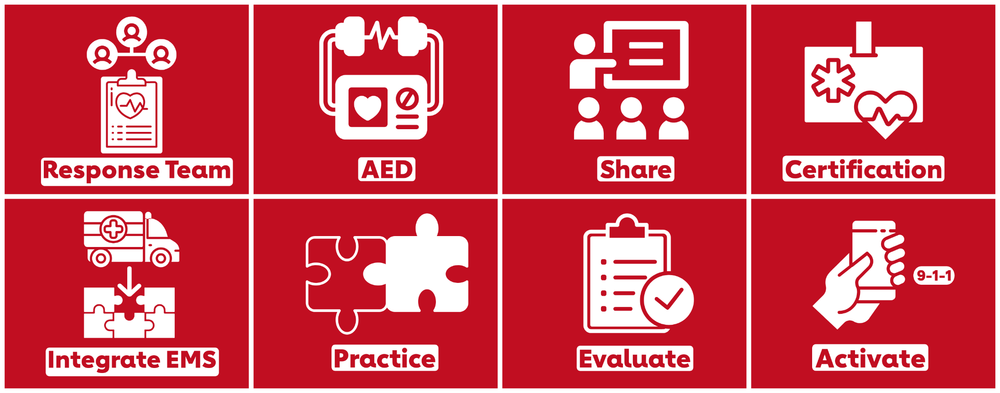 Response Team
AED
Share
Certification
Integrate EMS
Practice
Evaluate
9-1-1
Activate